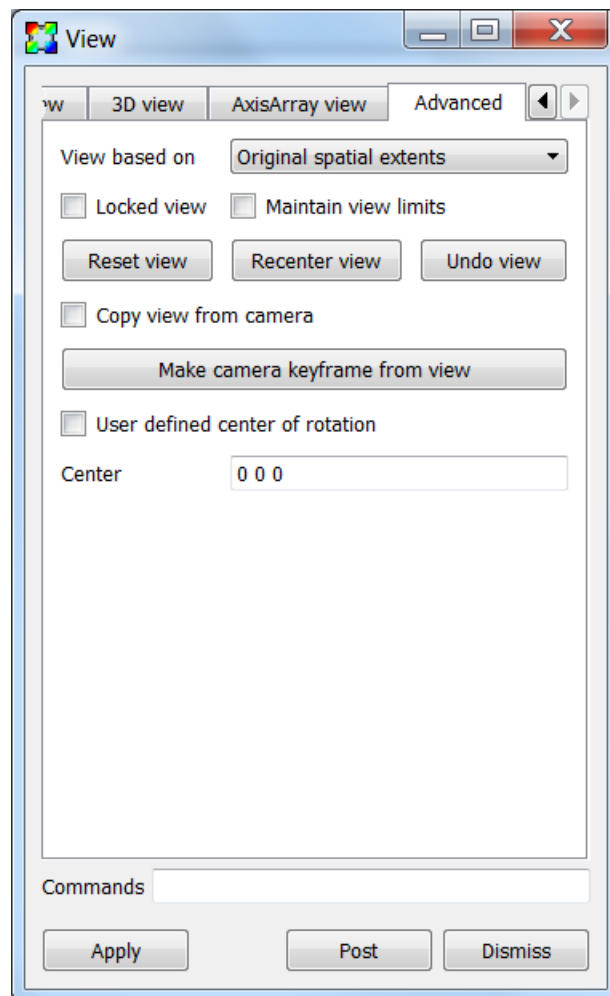 View
3D view AxisArray view Advanced
View based on Original spatial extents
Locked view Maintain view limits
Reset view Recenter view Undo view
Copy view from camera
Make camera keyframe from view
User defined center of rotation
Center 0 0 0
Commands
Apply Post Dismiss